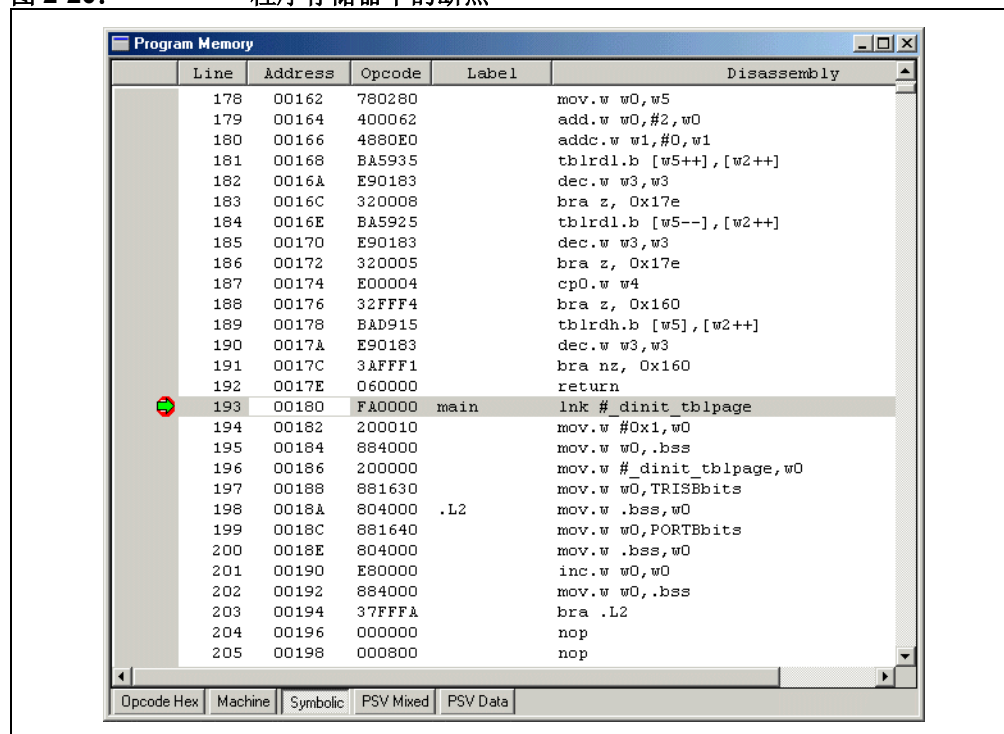 图 2-20: 程序存储器中的断点
Program Memory
Line Address Opcode Label Disassembly
178 00162 780280 mov.w w0,w5
179 00164 400062 add.w w0,#2,w0
180 00166 4880E0 addc.w w1,#0,w1
181 00168 BA5935 tblrdl.b [w5++],[w2++]
182 0016A E90183 dec.w w3,w3
183 0016C 320008 bra z, 0x17e
184 0016E BA5925 tblrdl.b [w5--],[w2++]
185 00170 E90183 dec.w w3,w3
186 00172 320005 bra z, 0x17e
187 00174 E00004 cp0.w w4
188 00176 32FFF4 bra z, 0x160
189 00178 BAD915 tblrdh.b [w5],[w2++]
190 0017A E90183 dec.w w3,w3
191 0017C 3AFFF1 bra nz, 0x160
192 0017E 060000 return
193 00180 FA0000 main lnk #_dinit_tblpage
194 00182 200010 mov.w #0x1,w0
195 00184 884000 mov.w w0,.bss
196 00186 200000 mov.w #_dinit_tblpage,w0
197 00188 881630 mov.w w0,TRISBbits
198 0018A 804000 .L2 mov.w .bss,w0
199 0018C 881640 mov.w w0,PORTBbits
200 0018E 804000 mov.w .bss,w0
201 00190 E80000 inc.w w0,w0
202 00192 884000 mov.w w0,.bss
203 00194 37FFFA bra .L2
204 00196 000000 nop
205 00198 000800 nop
Opcode Hex Machine Symbolic PSV Mixed PSV Data